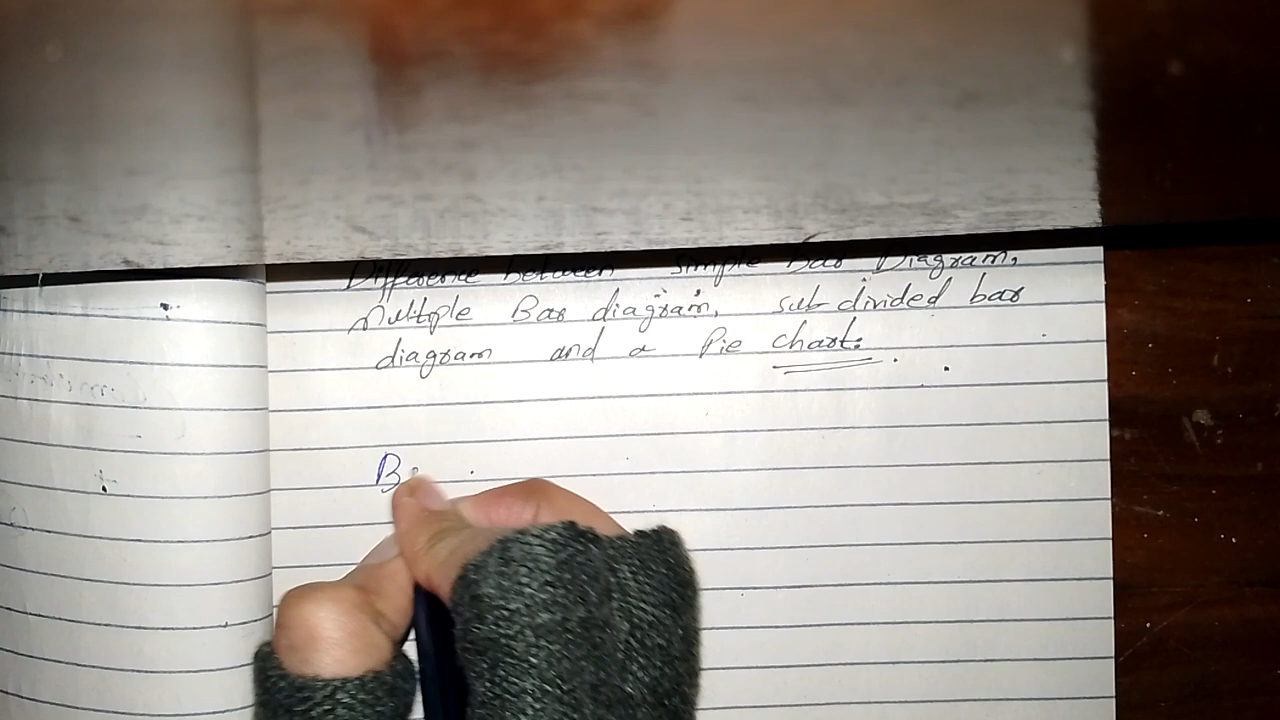 Difference between simple bar Diagram,
Multiple Bar diagram, sub divided bar
diagram and a Pie chart.
B